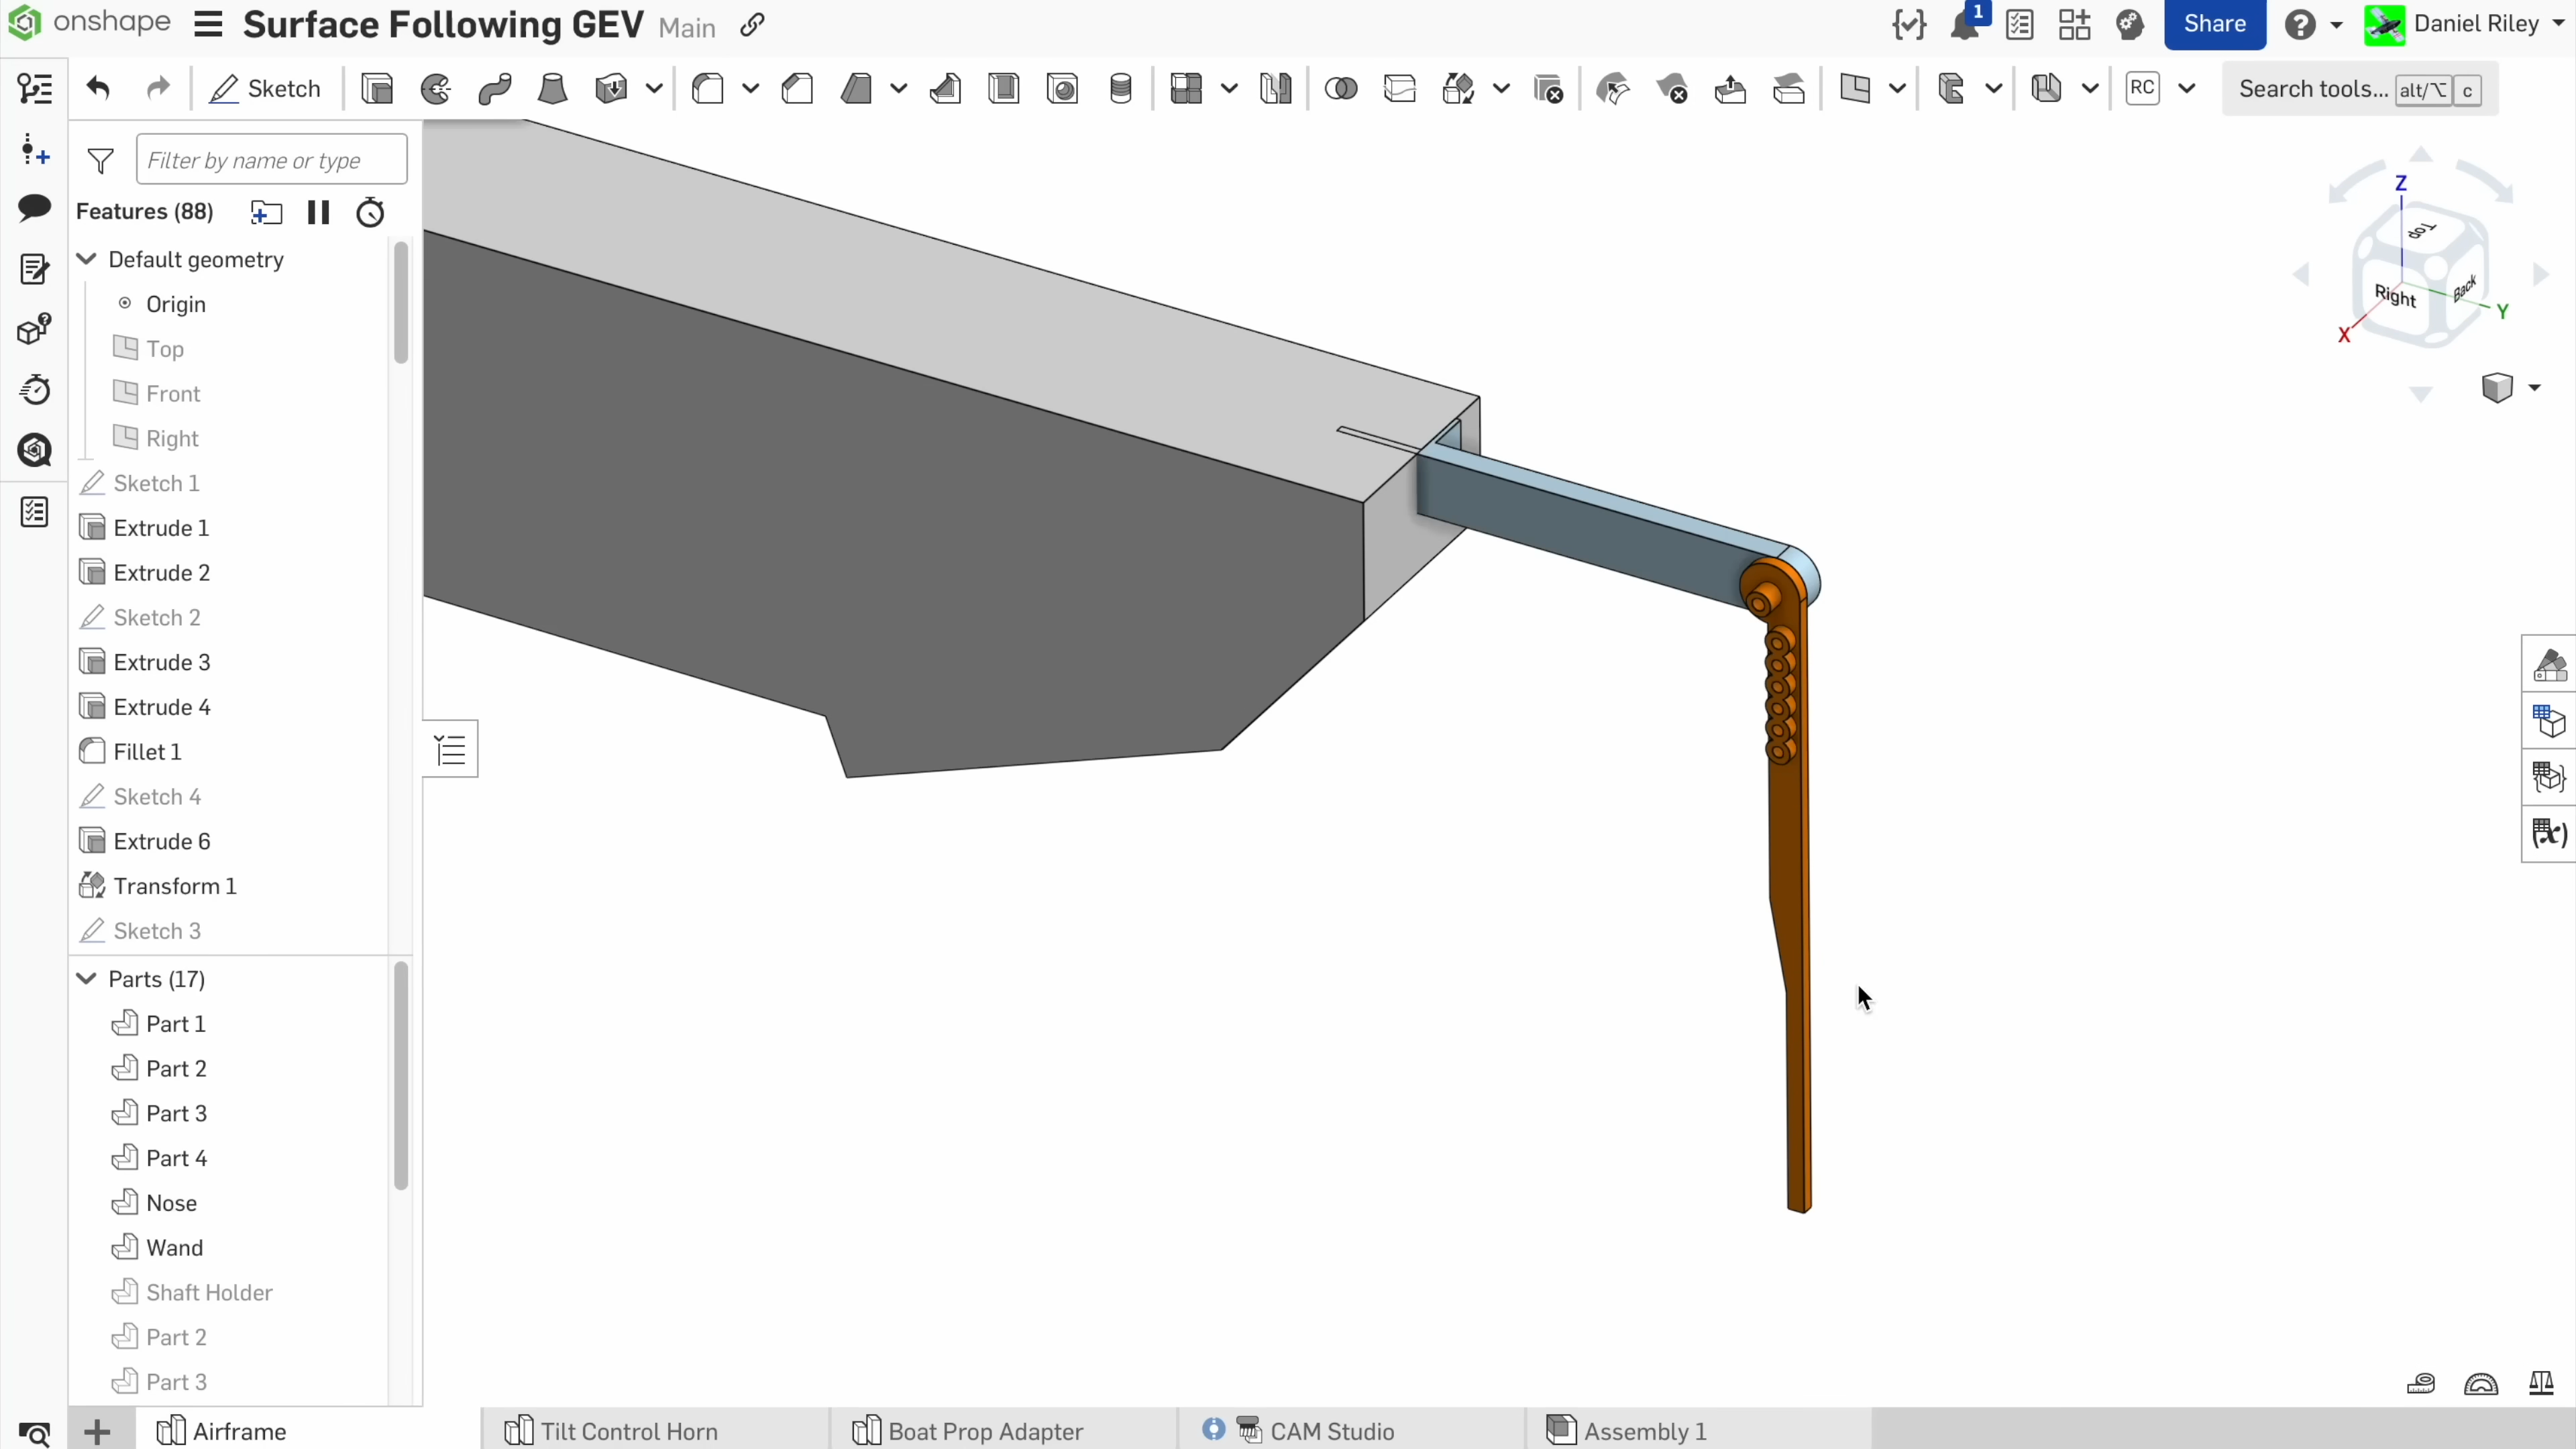 onshape
Surface Following GEV Main
1
Share
Daniel Riley
Sketch
RC
Search tools... alt/⌥ c
Filter by name or type
Features (88)
Default geometry
Origin
Top
Front
Right
Sketch 1
Extrude 1
Extrude 2
Sketch 2
Extrude 3
Extrude 4
Fillet 1
Sketch 4
Extrude 6
Transform 1
Sketch 3
Parts (17)
Part 1
Part 2
Part 3
Part 4
Nose
Wand
Shaft Holder
Part 2
Part 3
Z
Top
Right
Back
X
Y
(x)
Airframe
Tilt Control Horn
Boat Prop Adapter
CAM Studio
Assembly 1